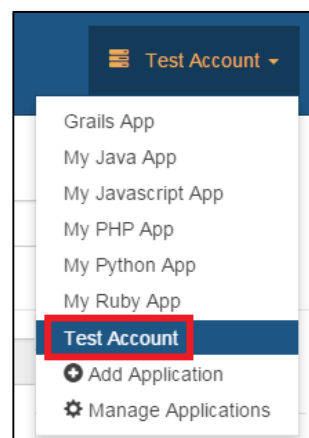 Test Account
Grails App
My Java App
My Javascript App
My PHP App
My Python App
My Ruby App
Test Account
Add Application
Manage Applications